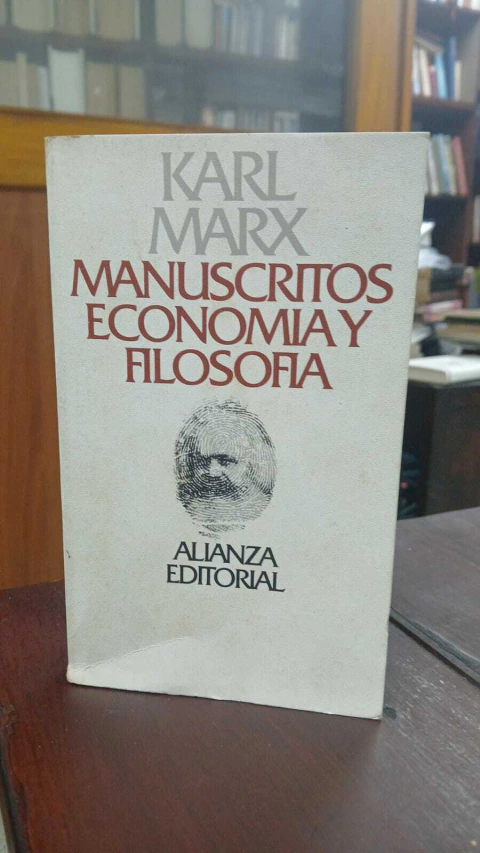 KARL
MARX
MANUSCRITOS
ECONOMIA Y
FILOSOFIA
ALIANZA
EDITORIAL